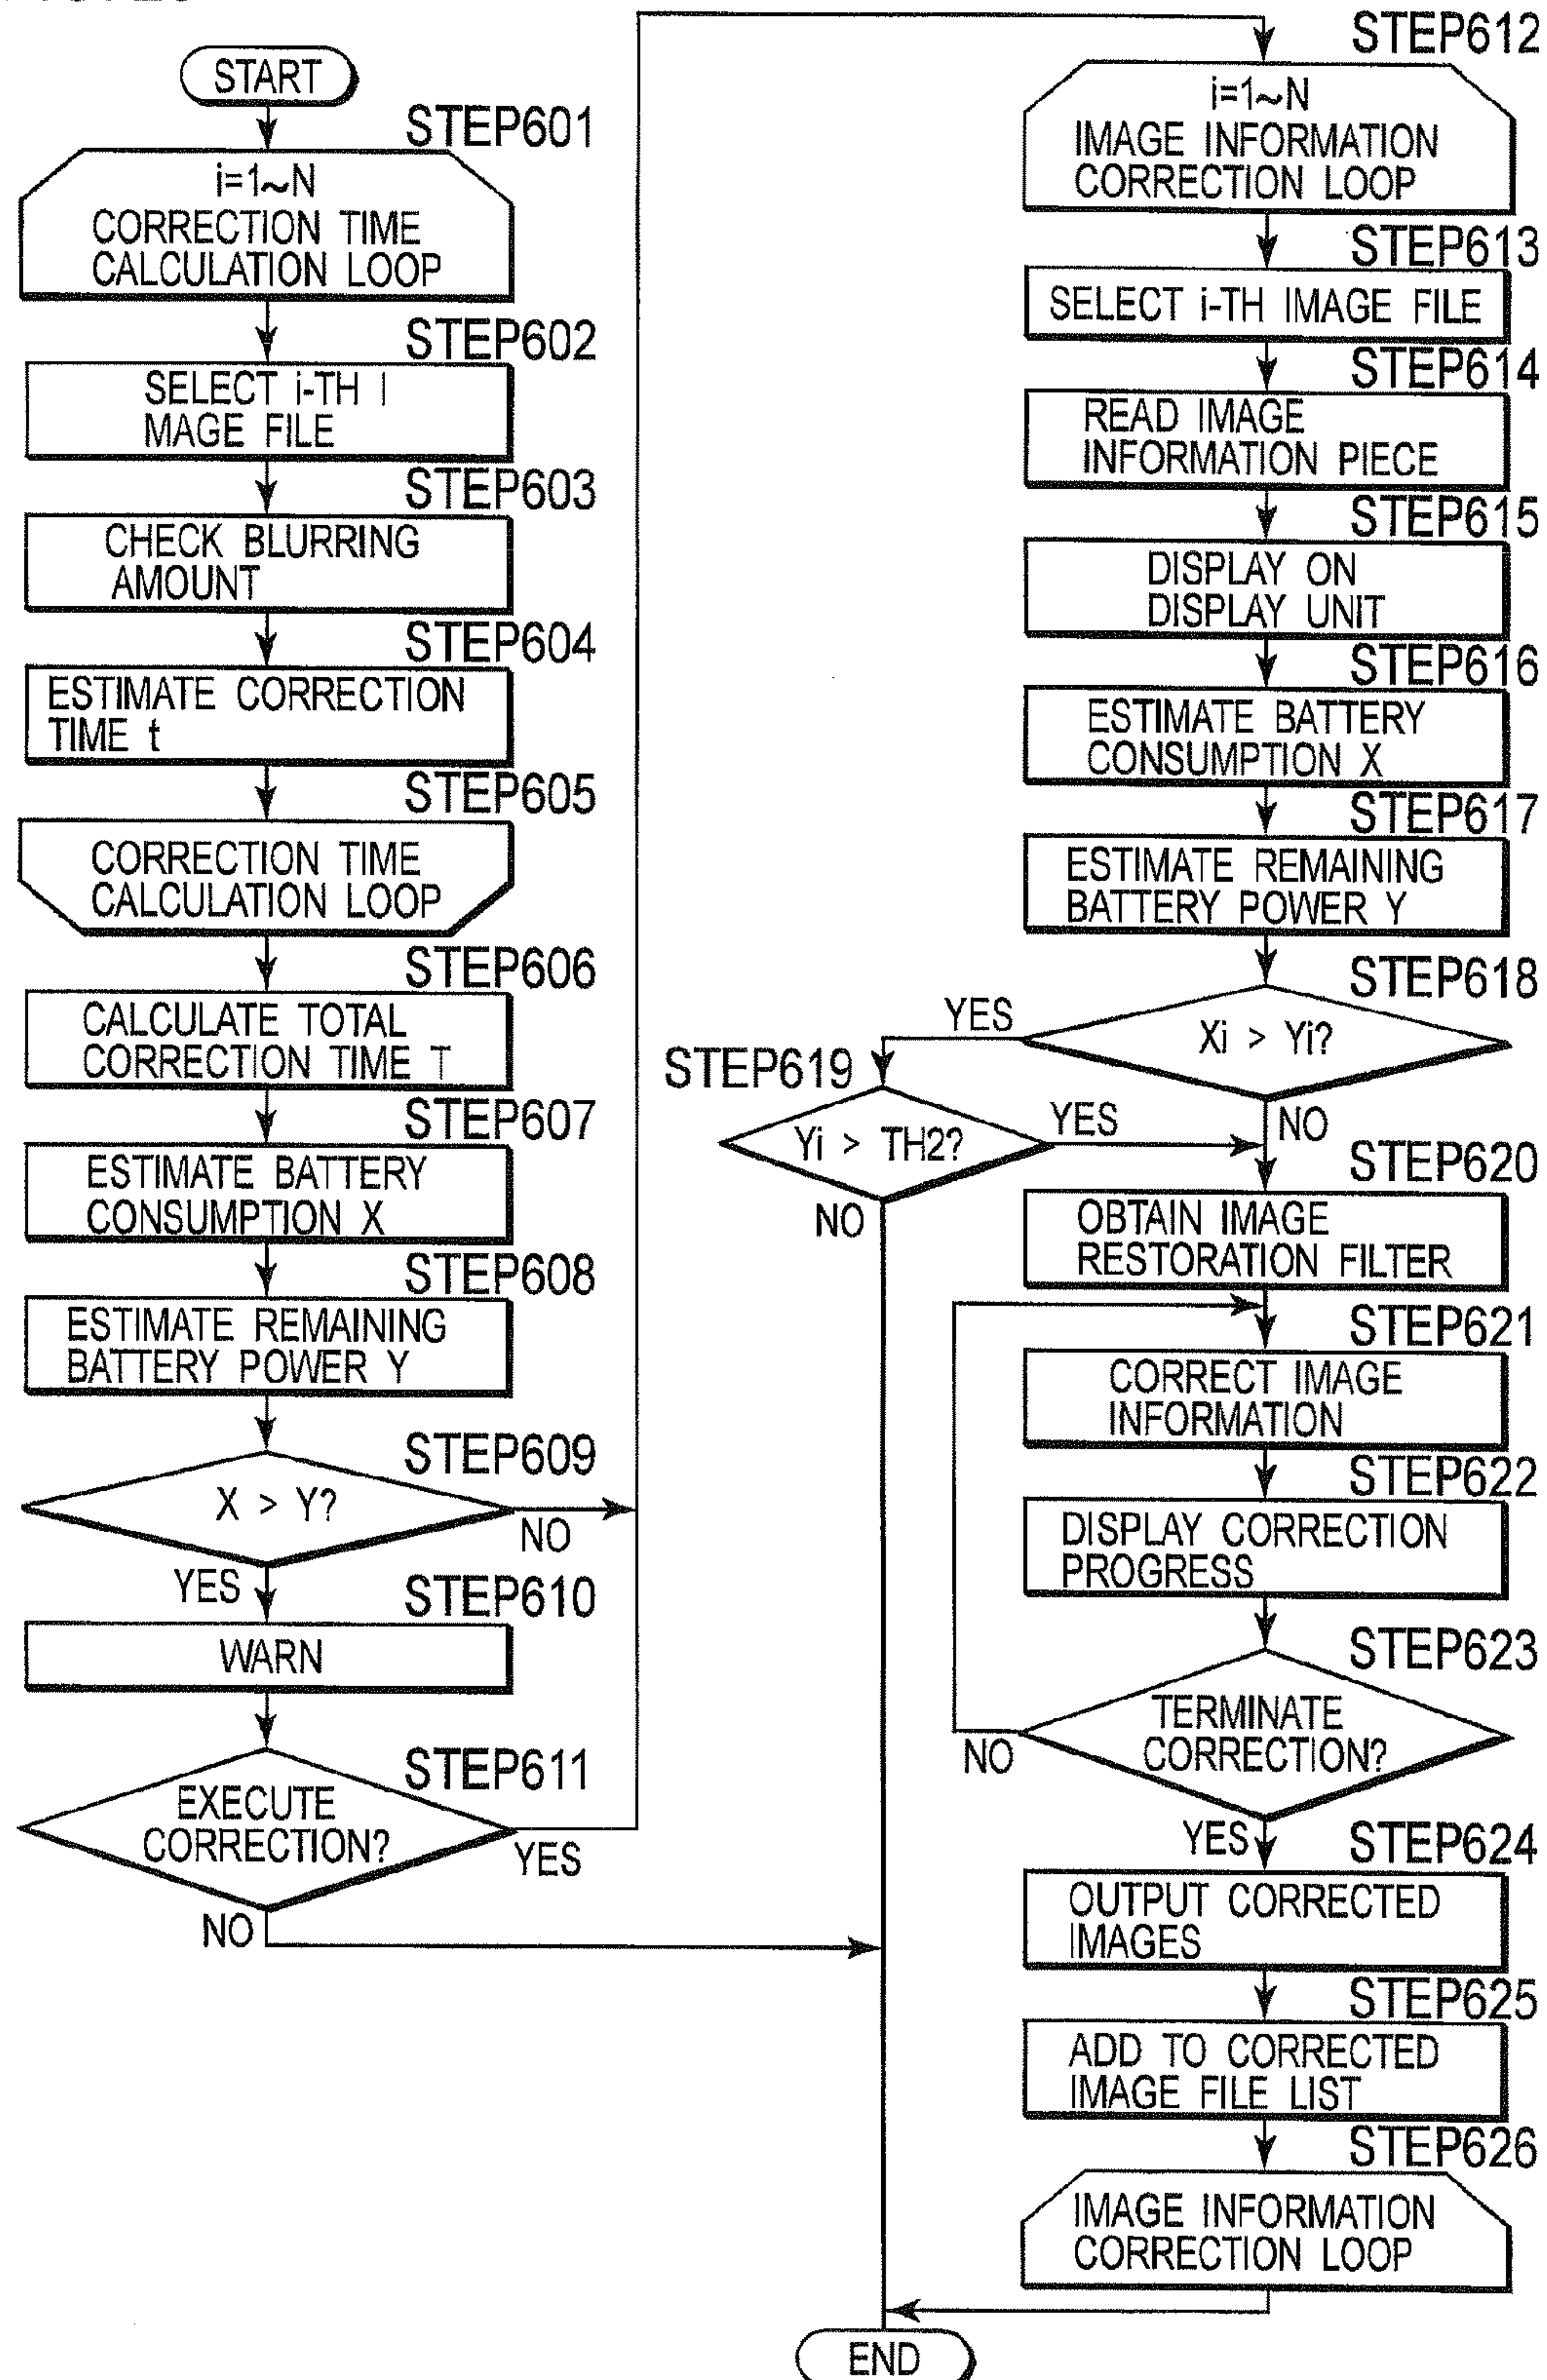 START
STEP601
i=1~N
CORRECTION TIME
CALCULATION LOOP
STEP602
SELECT i-TH I
MAGE FILE
STEP603
CHECK BLURRING
AMOUNT
STEP604
ESTIMATE CORRECTION
TIME t
STEP605
CORRECTION TIME
CALCULATION LOOP
STEP606
CALCULATE TOTAL
CORRECTION TIME T
STEP607
ESTIMATE BATTERY
CONSUMPTION X
STEP608
ESTIMATE REMAINING
BATTERY POWER Y
STEP609
X > Y?
NO
YES
STEP610
WARN
STEP611
EXECUTE
CORRECTION?
YES
NO
STEP612
i=1~N
IMAGE INFORMATION
CORRECTION LOOP
STEP613
SELECT i-TH IMAGE FILE
STEP614
READ IMAGE
INFORMATION PIECE
STEP615
DISPLAY ON
DISPLAY UNIT
STEP616
ESTIMATE BATTERY
CONSUMPTION X
STEP617
ESTIMATE REMAINING
BATTERY POWER Y
STEP618
Xi > Yi?
YES
NO
STEP619
Yi > TH2?
YES
NO
STEP620
OBTAIN IMAGE
RESTORATION FILTER
STEP621
CORRECT IMAGE
INFORMATION
STEP622
DISPLAY CORRECTION
PROGRESS
STEP623
TERMINATE
CORRECTION?
NO
YES
STEP624
OUTPUT CORRECTED
IMAGES
STEP625
ADD TO CORRECTED
IMAGE FILE LIST
STEP626
IMAGE INFORMATION
CORRECTION LOOP
END